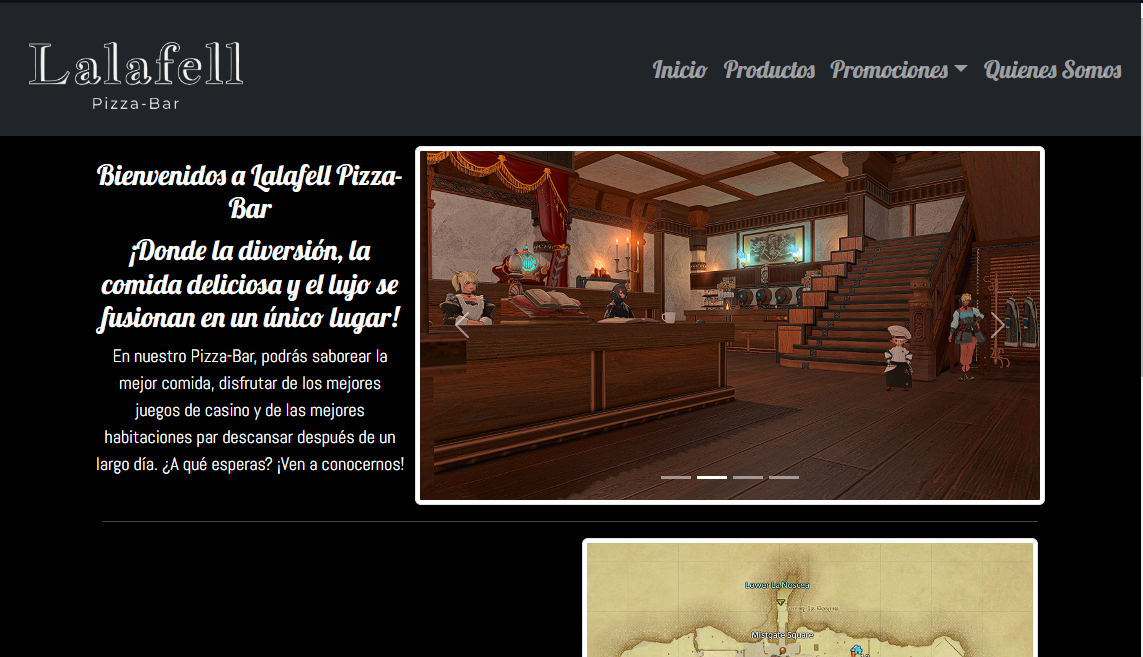 Lalafell
Pizza-Bar
Inicio Productos Promociones Quienes Somos
Bienvenidos a Lalafell Pizza-
Bar
¡Donde la diversión, la
comida deliciosa y el lujo se
fusionan en un único lugar!
En nuestro Pizza-Bar, podrás saborear la
mejor comida, disfrutar de los mejores
juegos de casino y de las mejores
habitaciones par descansar después de un
largo día. ¿A qué esperas? ¡Ven a conocernos!
Lower La Noscea
Mistgate Square